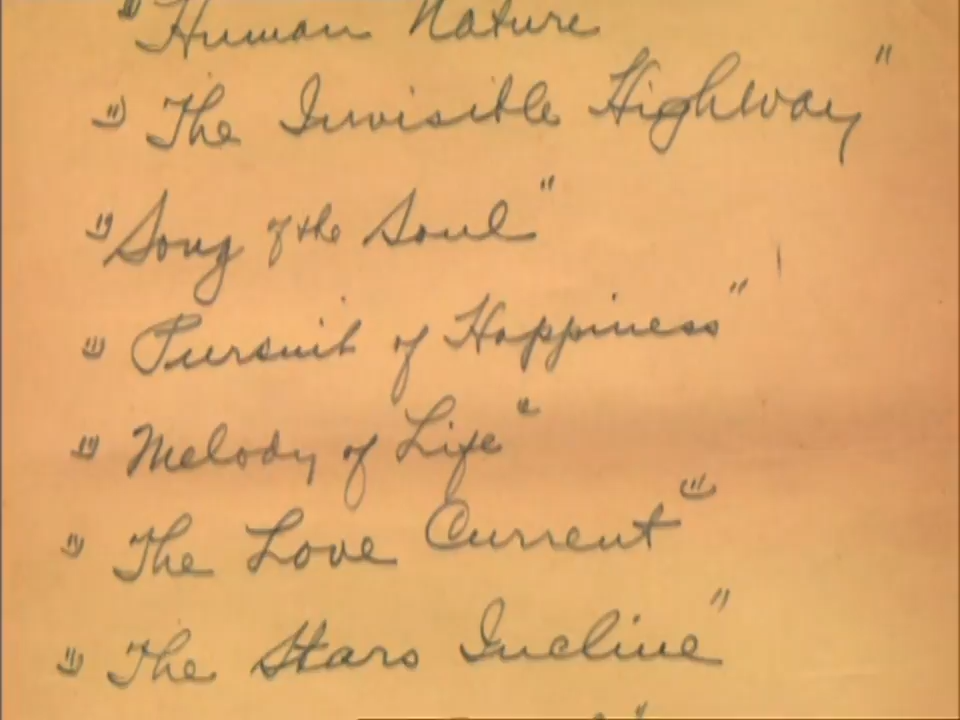 "Human Nature
"The Invisible Highway"
"Song of the Soul"
"Pursuit of Happiness"
"Melody of Life"
"The Love Current"
"The Stars Incline"